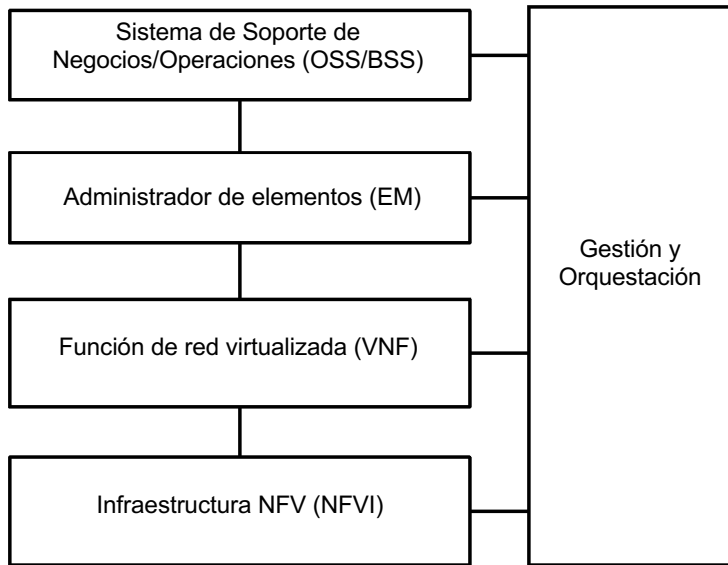 Sistema de Soporte de
Negocios/Operaciones (OSS/BSS)
Administrador de elementos (EM)
Gestión y
Orquestación
Función de red virtualizada (VNF)
Infraestructura NFV (NFVI)